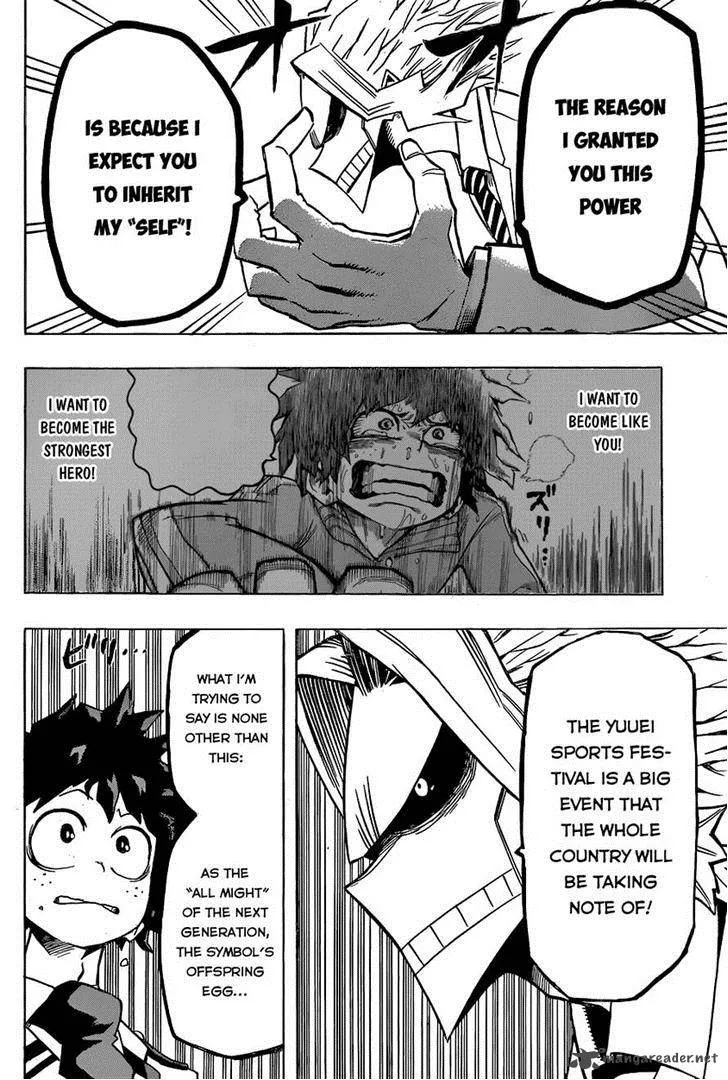 オ
オ
THE REASON
I GRANTED
YOU THIS
POWER
IS BECAUSE I
EXPECT YOU
TO INHERIT
MY "SELF"!
I WANT TO
BECOME LIKE
YOU!
ズ
I WANT TO
BECOME THE
STRONGEST
HERO!
THE YUUEI
SPORTS FES-
TIVAL IS A BIG
EVENT THAT
THE WHOLE
COUNTRY WILL
BE TAKING
NOTE OF!
WHAT I'M
TRYING TO
SAY IS NONE
OTHER THAN
THIS:
AS THE
"ALL MIGHT"
OF THE NEXT
GENERATION,
THE SYMBOL'S
OFFSPRING
EGG...
mangareader.net